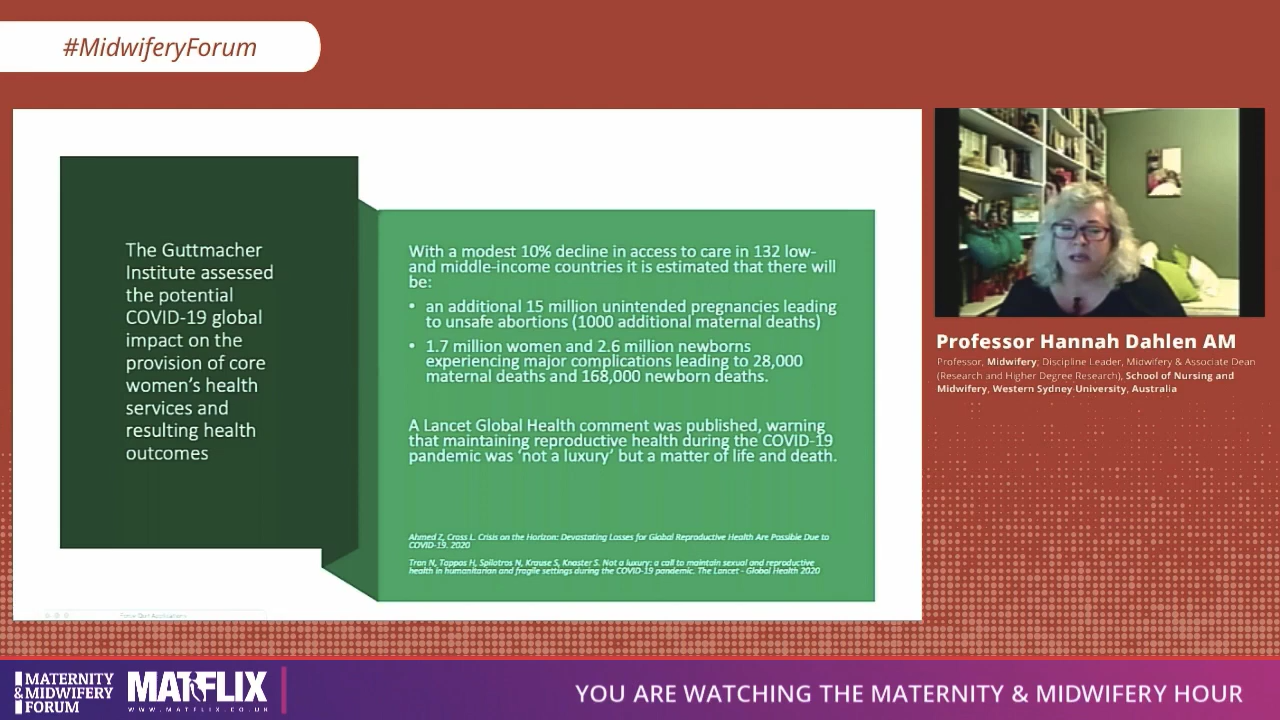 #MidwiferyForum
The Guttmacher
Institute assessed
the potential
COVID-19 global
impact on the
provision of core
women's health
services and
resulting health
outcomes
With a modest 10% decline in access to care in 132 low-
and middle-income countries it is estimated that there will
be:
• an additional 15 million unintended pregnancies leading
to unsafe abortions (1000 additional maternal deaths)
• 1.7 million women and 2.6 million newborns
experiencing major complications leading to 28,000
maternal deaths and 168,000 newborn deaths.
A Lancet Global Health comment was published, warning
that maintaining reproductive health during the COVID-19
pandemic was 'not a luxury' but a matter of life and death.
Ahmed Z, Cross L. Crisis on the Horizon: Devastating Losses for Global Reproductive Health Are Possible Due to
COVID-19. 2020
Tran N, Tappas H, Spilotros N, Krause S, Knaster S. Not a luxury: a call to maintain sexual and reproductive
health in humanitarian and fragile settings during the COVID-19 pandemic. The Lancet - Global Health 2020
Professor Hannah Dahlen AM
Professor, Midwifery; Discipline Leader, Midwifery & Associate Dean
(Research and Higher Degree Research), School of Nursing and
Midwifery, Western Sydney University, Australia
MATERNITY
& MIDWIFERY
FORUM
MATFLIX
WWW.MATFLIX.CO.UK
YOU ARE WATCHING THE MATERNITY & MIDWIFERY HOUR